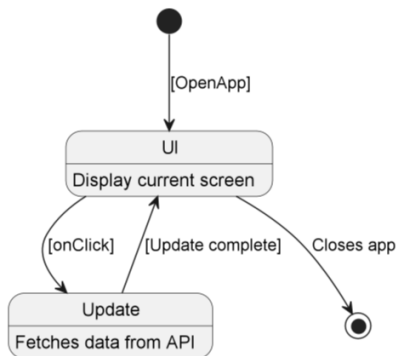 [OpenApp]
UI
Display current screen
[onClick]
[Update complete]
Closes app
Update
Fetches data from API